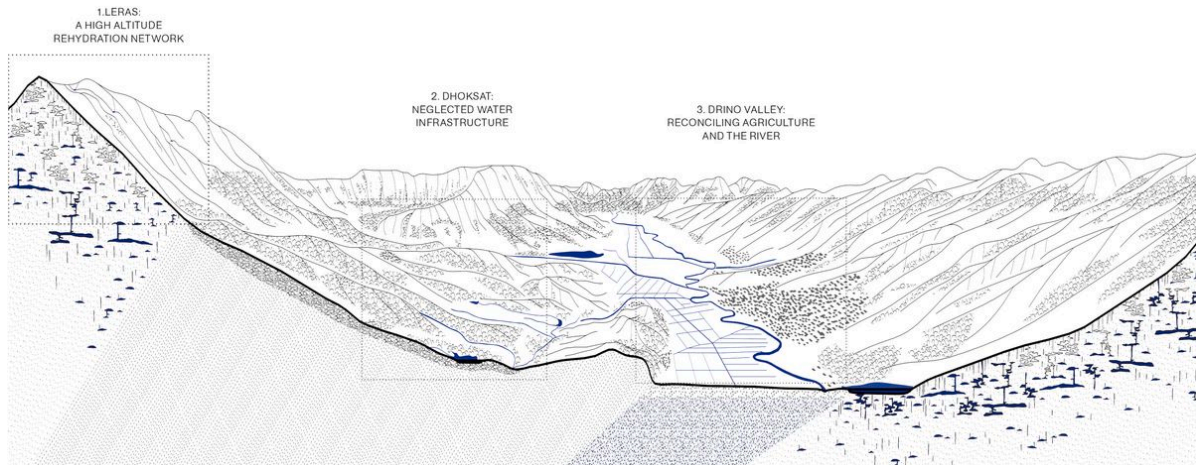 1.LERAS:
A HIGH ALTITUDE
REHYDRATION NETWORK
2. DHOKSAT:
NEGLECTED WATER
INFRASTRUCTURE
3. DRINO VALLEY:
RECONCILING AGRICULTURE
AND THE RIVER